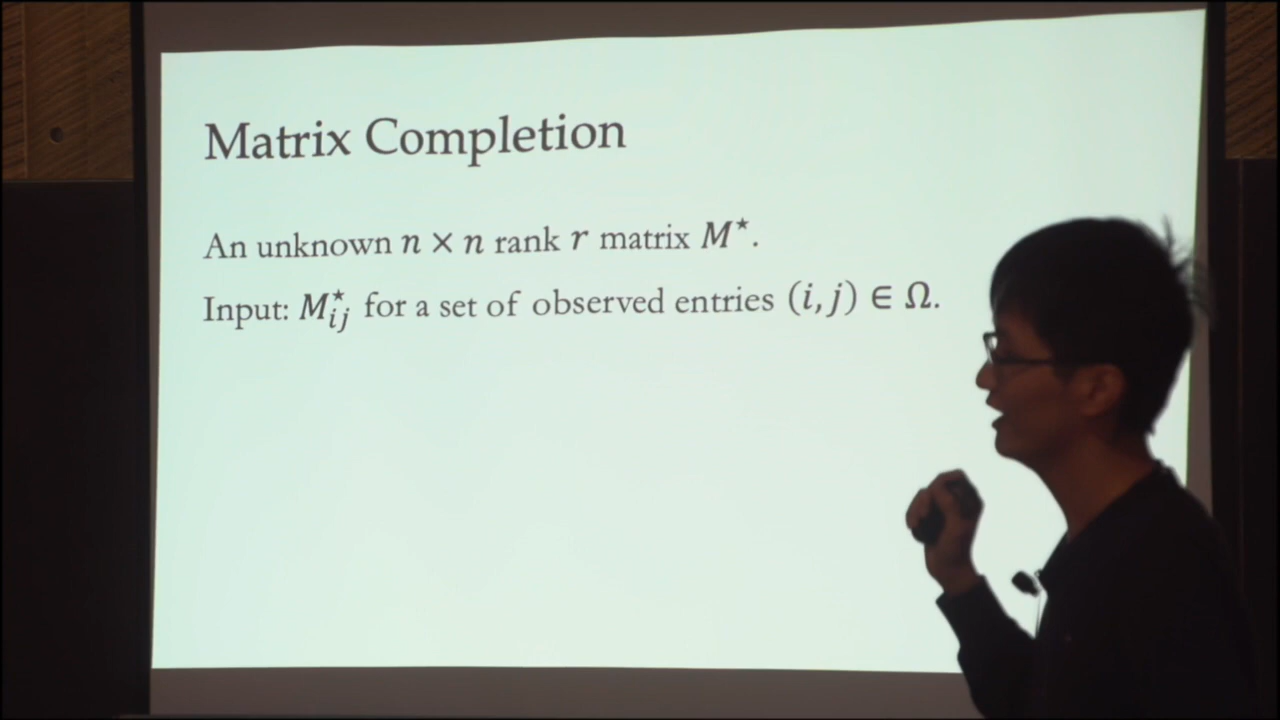 Matrix Completion
An unknown n × n rank r matrix M*.
Input: M*ij for a set of observed entries (i, j) ∈ Ω.